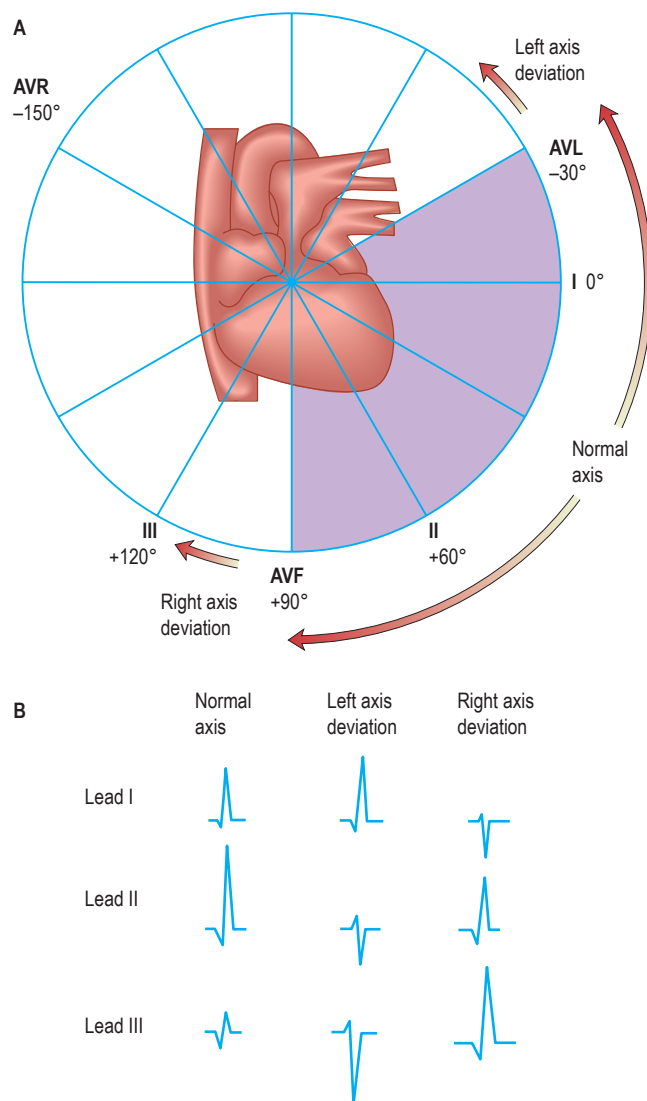 A
Left axis
deviation
AVR
–150°
AVL
–30°
I 0°
Normal
axis
III
+120°
II
+60°
AVF
+90°
Right axis
deviation
B
Normal
axis
Left axis
deviation
Right axis
deviation
Lead I
Lead II
Lead III